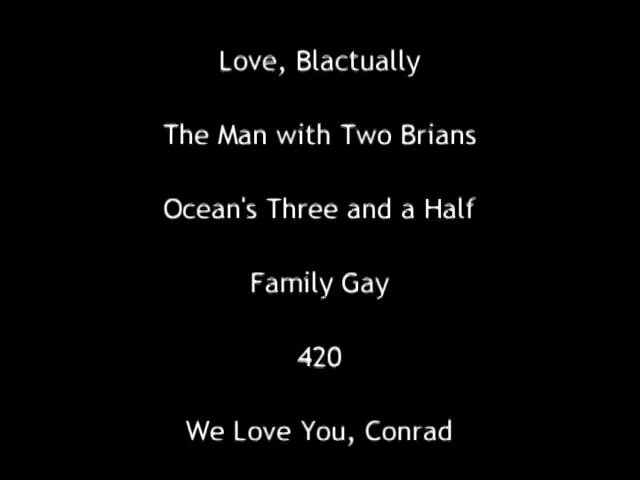 Love, Blactually
The Man with Two Brians
Ocean's Three and a Half
Family Gay
420
We Love You, Conrad